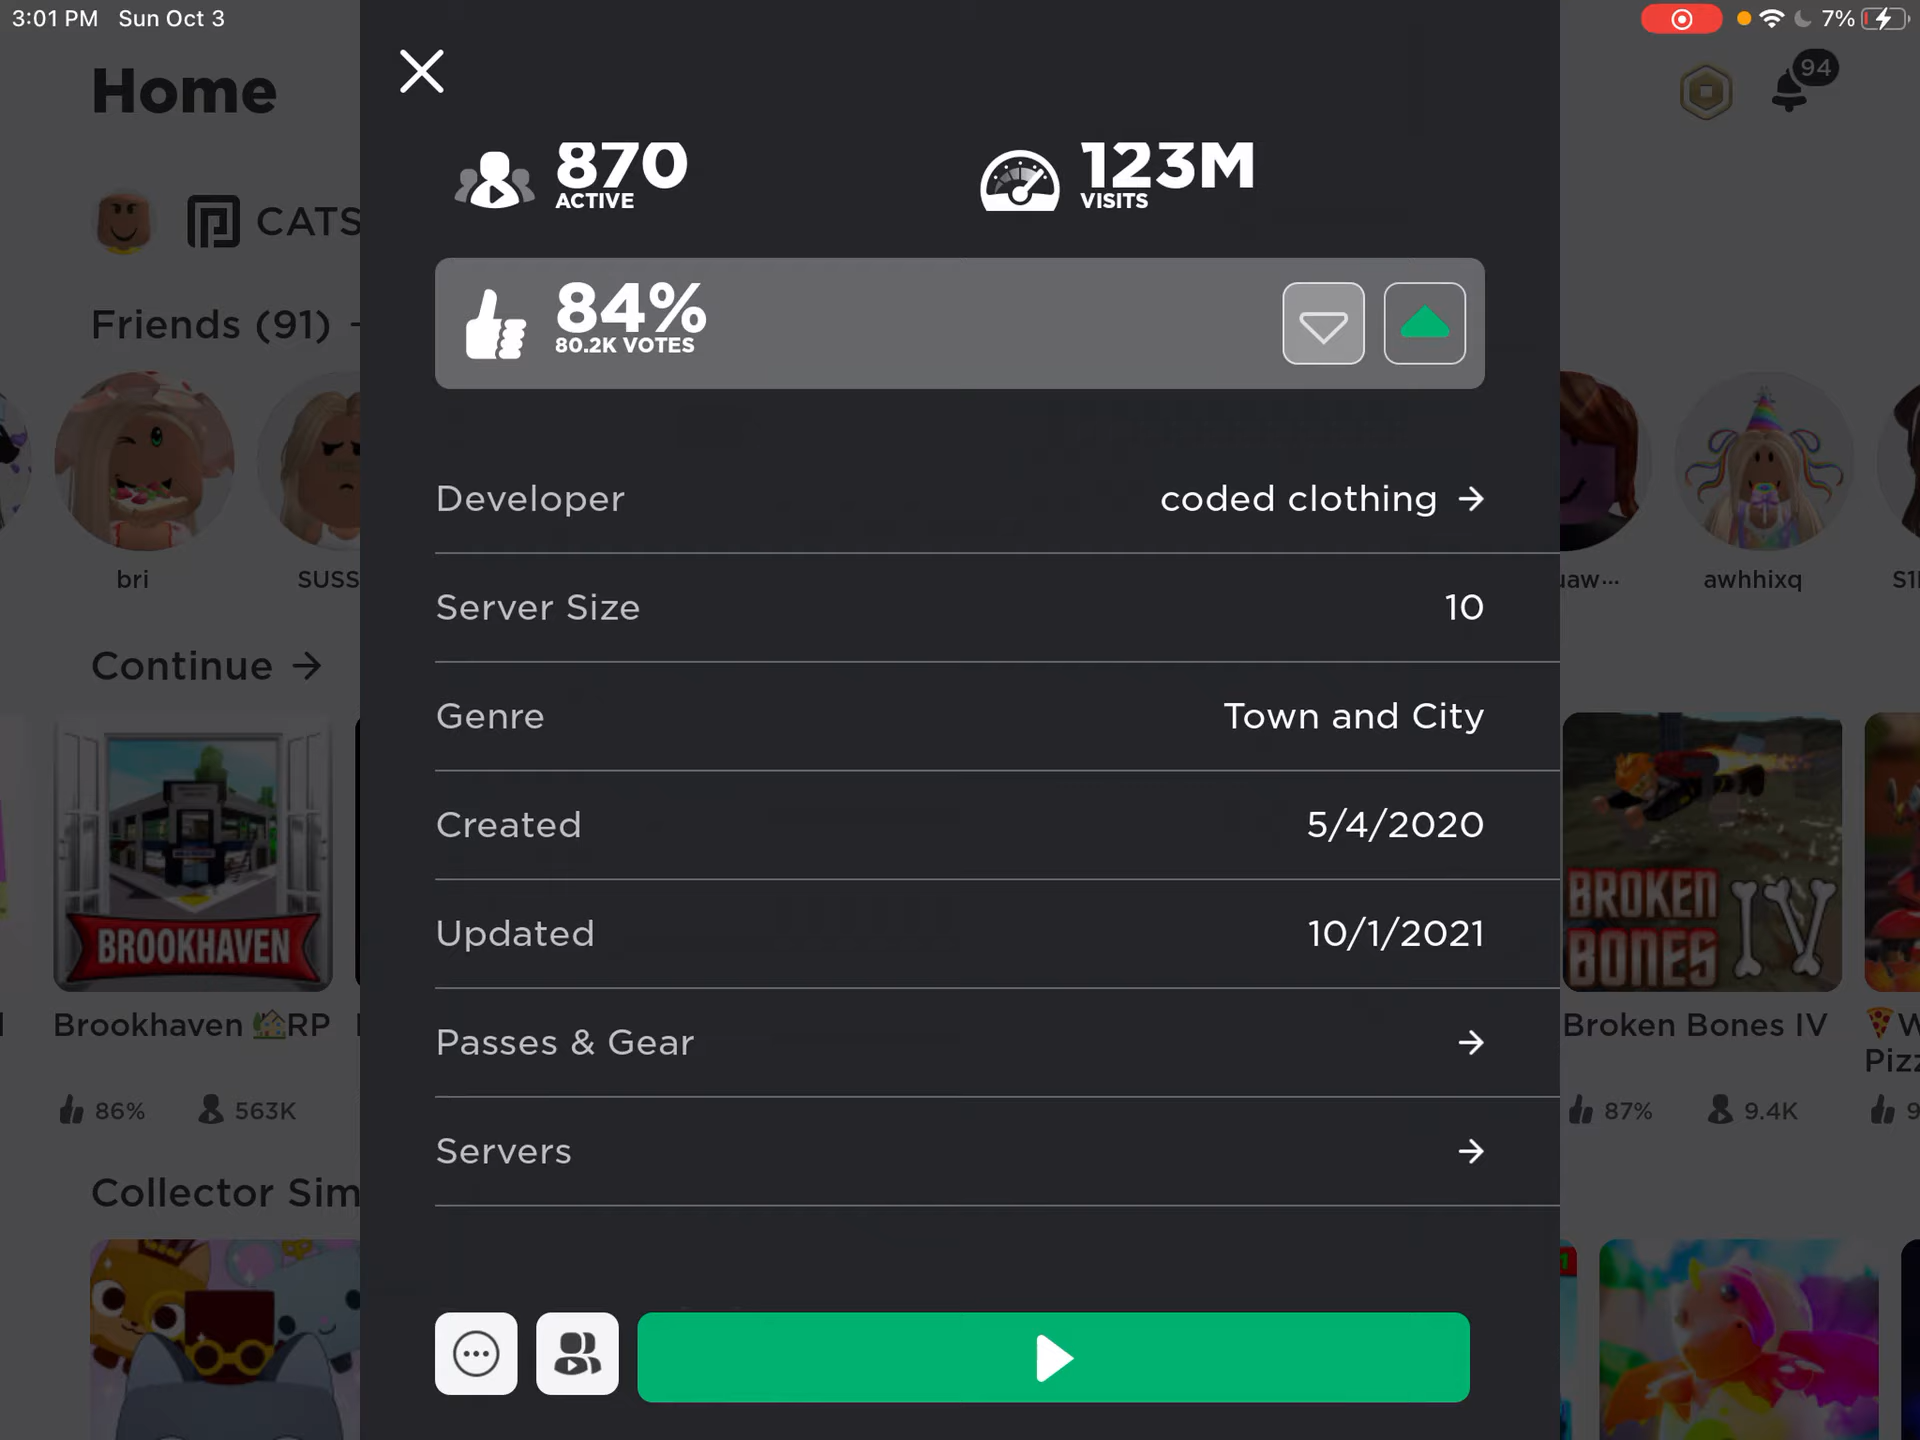 3:01 PM Sun Oct 3
7%
Home
94
870
ACTIVE
123M
VISITS
CATS
84%
80.2K VOTES
Friends (91)
Developer
coded clothing
bri
SUSS
awhhixq
Server Size
10
Continue
Genre
Town and City
Created
5/4/2020
BROOKHAVEN
BROKEN
BONES IV
Updated
10/1/2021
Brookhaven 🏡RP
Broken Bones IV
Pizz
Passes & Gear
86%
563K
87%
9.4K
Servers
Collector Sim